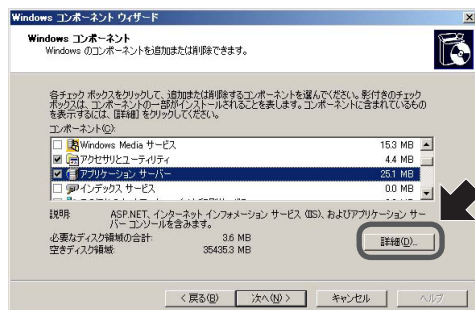 Windows コンポーネント ウィザード
Windows コンポーネント
Windows のコンポーネントを追加または削除できます。
各チェック ボックスをクリックして、追加または削除するコンポーネントを選んでください。影付きのチェック
ボックスは、コンポーネントの一部がインストールされることを表します。コンポーネントに含まれているもの
を表示するには、[詳細] をクリックしてください。
コンポーネント(C):
Windows Media サービス 15.3 MB
アクセサリとユーティリティ 4.4 MB
アプリケーション サーバー 25.1 MB
インデックス サービス 0.0 MB
説明: ASP.NET、インターネット インフォメーション サービス (IIS)、およびアプリケーション サー
バー コンソールを含みます。
必要なディスク領域の合計: 3.6 MB
空きディスク領域: 35435.3 MB
詳細(D)...
< 戻る(B)
次へ(N) >
キャンセル
ヘルプ